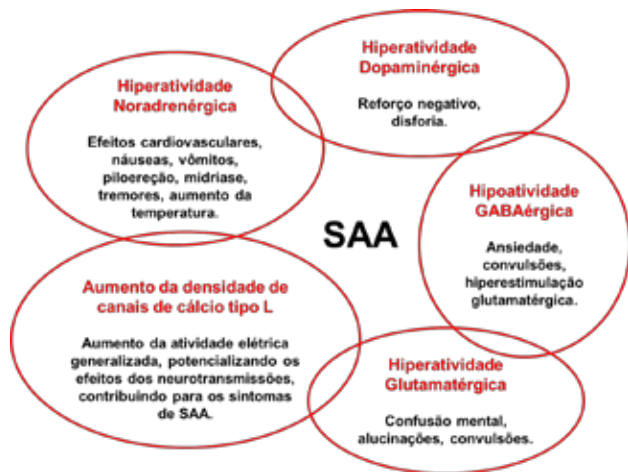 Hiperatividade
Dopaminérgica
Reforço negativo,
disforia.
Hiperatividade
Noradrenérgica
Efeitos cardiovasculares,
náuseas, vômitos,
piloereção, midríase,
tremores, aumento da
temperatura.
Hipoatividade
GABAérgica
Ansiedade,
convulsões,
hiperestimulação
glutamatérgica.
SAA
Aumento da densidade de
canais de cálcio tipo L
Aumento da atividade elétrica
generalizada, potencializando os
efeitos dos neurotransmissões,
contribuindo para os sintomas
de SAA.
Hiperatividade
Glutamatérgica
Confusão mental,
alucinações, convulsões.